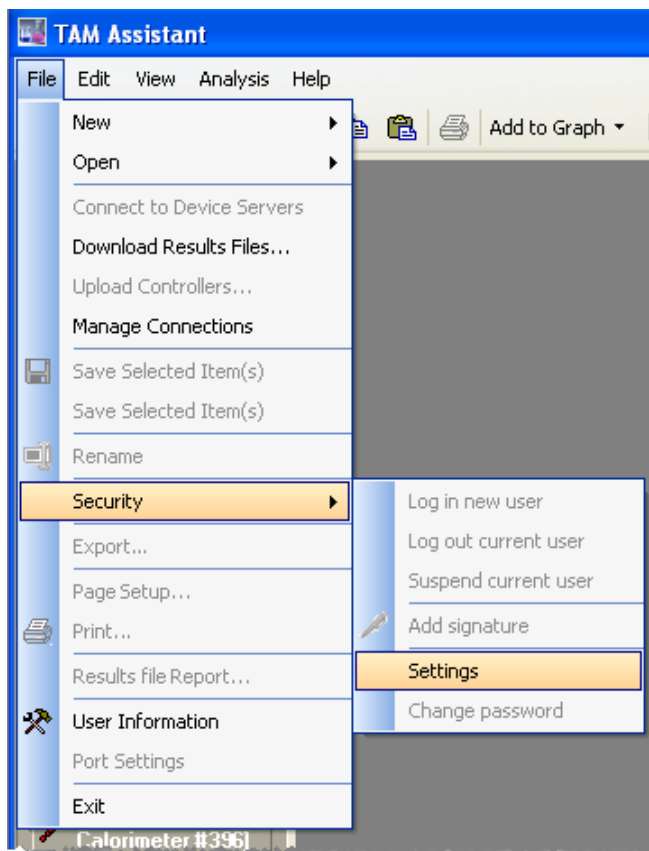 TAM Assistant
File Edit View Analysis Help
Add to Graph
New
Open
Connect to Device Servers
Download Results Files...
Upload Controllers...
Manage Connections
Save Selected Item(s)
Save Selected Item(s)
Rename
Security
Log in new user
Log out current user
Suspend current user
Add signature
Settings
Change password
Export...
Page Setup...
Print...
Results file Report...
User Information
Port Settings
Exit
Calorimeter #396]